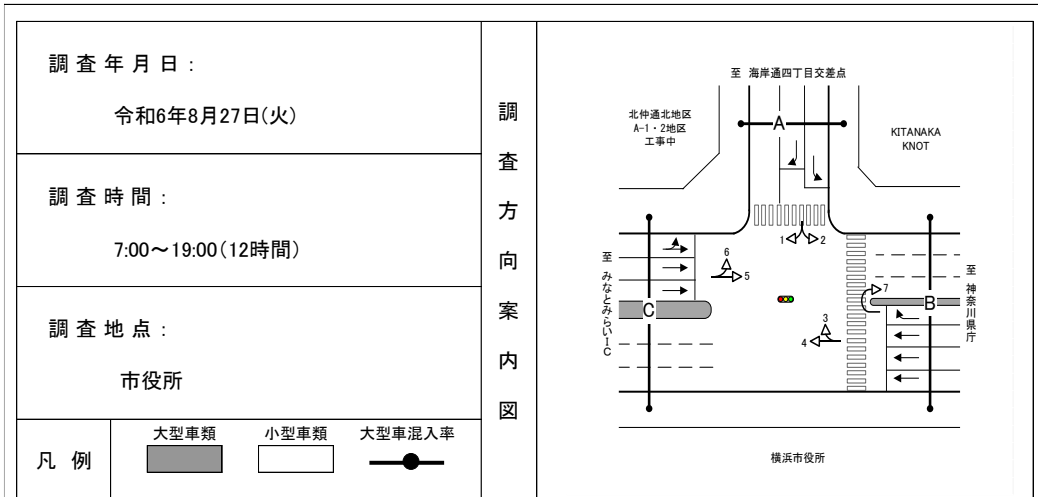 調査年月日：
令和6年8月27日(火)
調査時間：
7:00～19:00(12時間)
調査地点：
市役所
凡例
大型車類
小型車類
大型車混入率
調査方向案内図
至 海岸通四丁目交差点
北仲通北地区
A-1・2地区
工事中
A
KITANAKA
KNOT
1
2
至 みなとみらいIC
6
5
C
7
B
至 神奈川県庁
3
4
横浜市役所